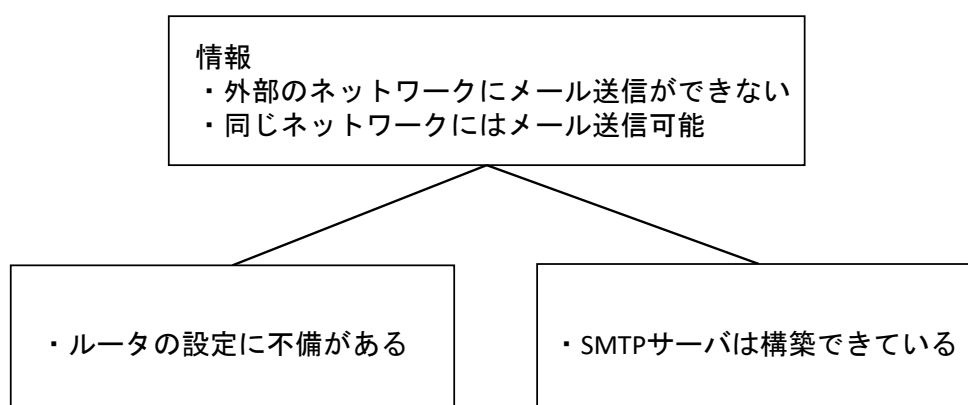 情報
・外部のネットワークにメール送信ができない
・同じネットワークにはメール送信可能
・ルータの設定に不備がある
・SMTPサーバは構築できている